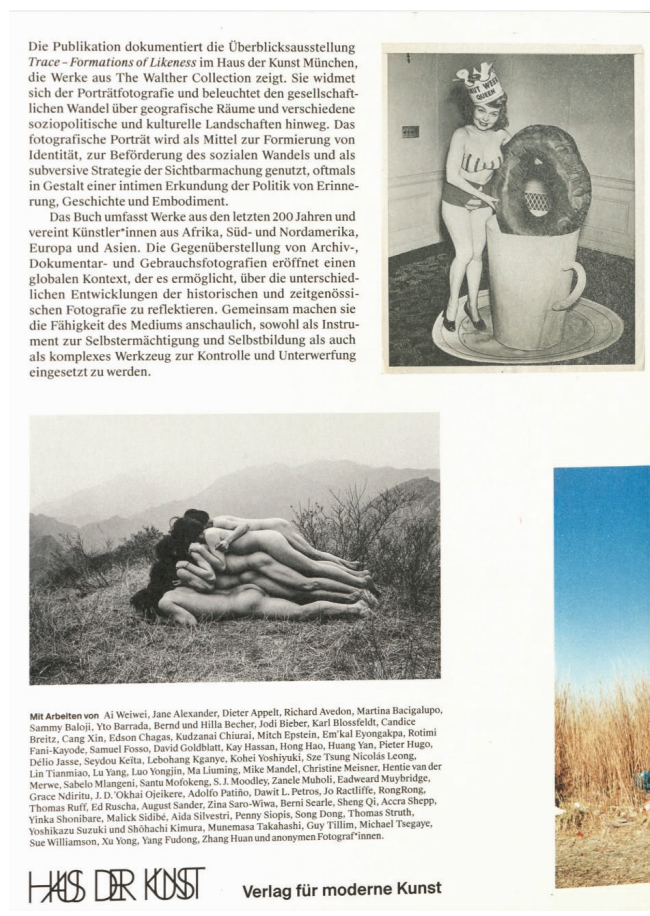 Die Publikation dokumentiert die Überblicksausstellung
Trace – Formations of Likeness im Haus der Kunst München,
die Werke aus The Walther Collection zeigt. Sie widmet
sich der Porträtfotografie und beleuchtet den gesellschaft-
lichen Wandel über geografische Räume und verschiedene
soziopolitische und kulturelle Landschaften hinweg. Das
fotografische Porträt wird als Mittel zur Formierung von
Identität, zur Beförderung des sozialen Wandels und als
subversive Strategie der Sichtbarmachung genutzt, oftmals
in Gestalt einer intimen Erkundung der Politik von Erinne-
rung, Geschichte und Embodiment.
Das Buch umfasst Werke aus den letzten 200 Jahren und
vereint Künstler*innen aus Afrika, Süd- und Nordamerika,
Europa und Asien. Die Gegenüberstellung von Archiv-,
Dokumentar- und Gebrauchsfotografien eröffnet einen
globalen Kontext, der es ermöglicht, über die unterschied-
lichen Entwicklungen der historischen und zeitgenössi-
schen Fotografie zu reflektieren. Gemeinsam machen sie
die Fähigkeit des Mediums anschaulich, sowohl als Instru-
ment zur Selbstermächtigung und Selbstbildung als auch
als komplexes Werkzeug zur Kontrolle und Unterwerfung
eingesetzt zu werden.
NUT WEEK
QUEEN
Mit Arbeiten von Ai Weiwei, Jane Alexander, Dieter Appelt, Richard Avedon, Martina Bacigalupo,
Sammy Baloji, Yto Barrada, Bernd und Hilla Becher, Jodi Bieber, Karl Blossfeldt, Candice
Breitz, Cang Xin, Edson Chagas, Kudzanai Chiurai, Mitch Epstein, Em'kal Eyongakpa, Rotimi
Fani-Kayode, Samuel Fosso, David Goldblatt, Kay Hassan, Hong Hao, Huang Yan, Pieter Hugo,
Délio Jasse, Seydou Keïta, Lebohang Kganye, Kohei Yoshiyuki, Sze Tsung Nicolás Leong,
Lin Tianmiao, Lu Yang, Luo Yongjin, Ma Liuming, Mike Mandel, Christine Meisner, Hentie van der
Merwe, Sabelo Mlangeni, Santu Mofokeng, S. J. Moodley, Zanele Muholi, Eadweard Muybridge,
Grace Ndiritu, J. D. 'Okhai Ojeikere, Adolfo Patiño, Dawit L. Petros, Jo Ractliffe, RongRong,
Thomas Ruff, Ed Ruscha, August Sander, Zina Saro-Wiwa, Berni Searle, Sheng Qi, Accra Shepp,
Yinka Shonibare, Malick Sidibé, Aida Silvestri, Penny Siopis, Song Dong, Thomas Struth,
Yoshikazu Suzuki und Shōhachi Kimura, Munemasa Takahashi, Guy Tillim, Michael Tsegaye,
Sue Williamson, Xu Yong, Yang Fudong, Zhang Huan und anonymen Fotograf*innen.
HAUS DER KUNST
Verlag für moderne Kunst